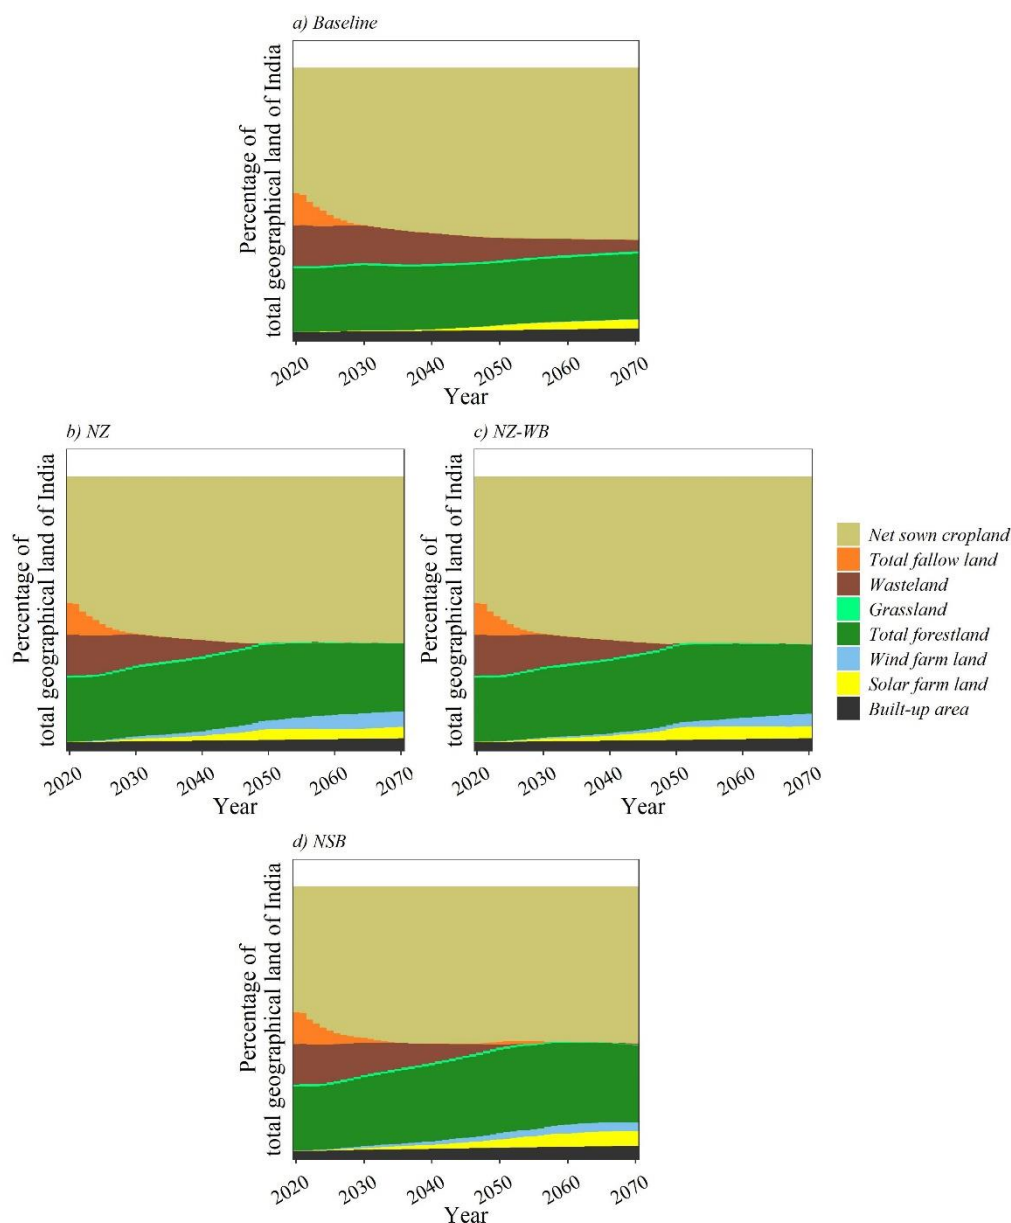 a) Baseline
Percentage of
total geographical land of India
2020 2030 2040 2050 2060 2070
Year
b) NZ
Percentage of
total geographical land of India
2020 2030 2040 2050 2060 2070
Year
c) NZ-WB
Percentage of
total geographical land of India
2020 2030 2040 2050 2060 2070
Year
Net sown cropland
Total fallow land
Wasteland
Grassland
Total forestland
Wind farm land
Solar farm land
Built-up area
d) NSB
Percentage of
total geographical land of India
2020 2030 2040 2050 2060 2070
Year